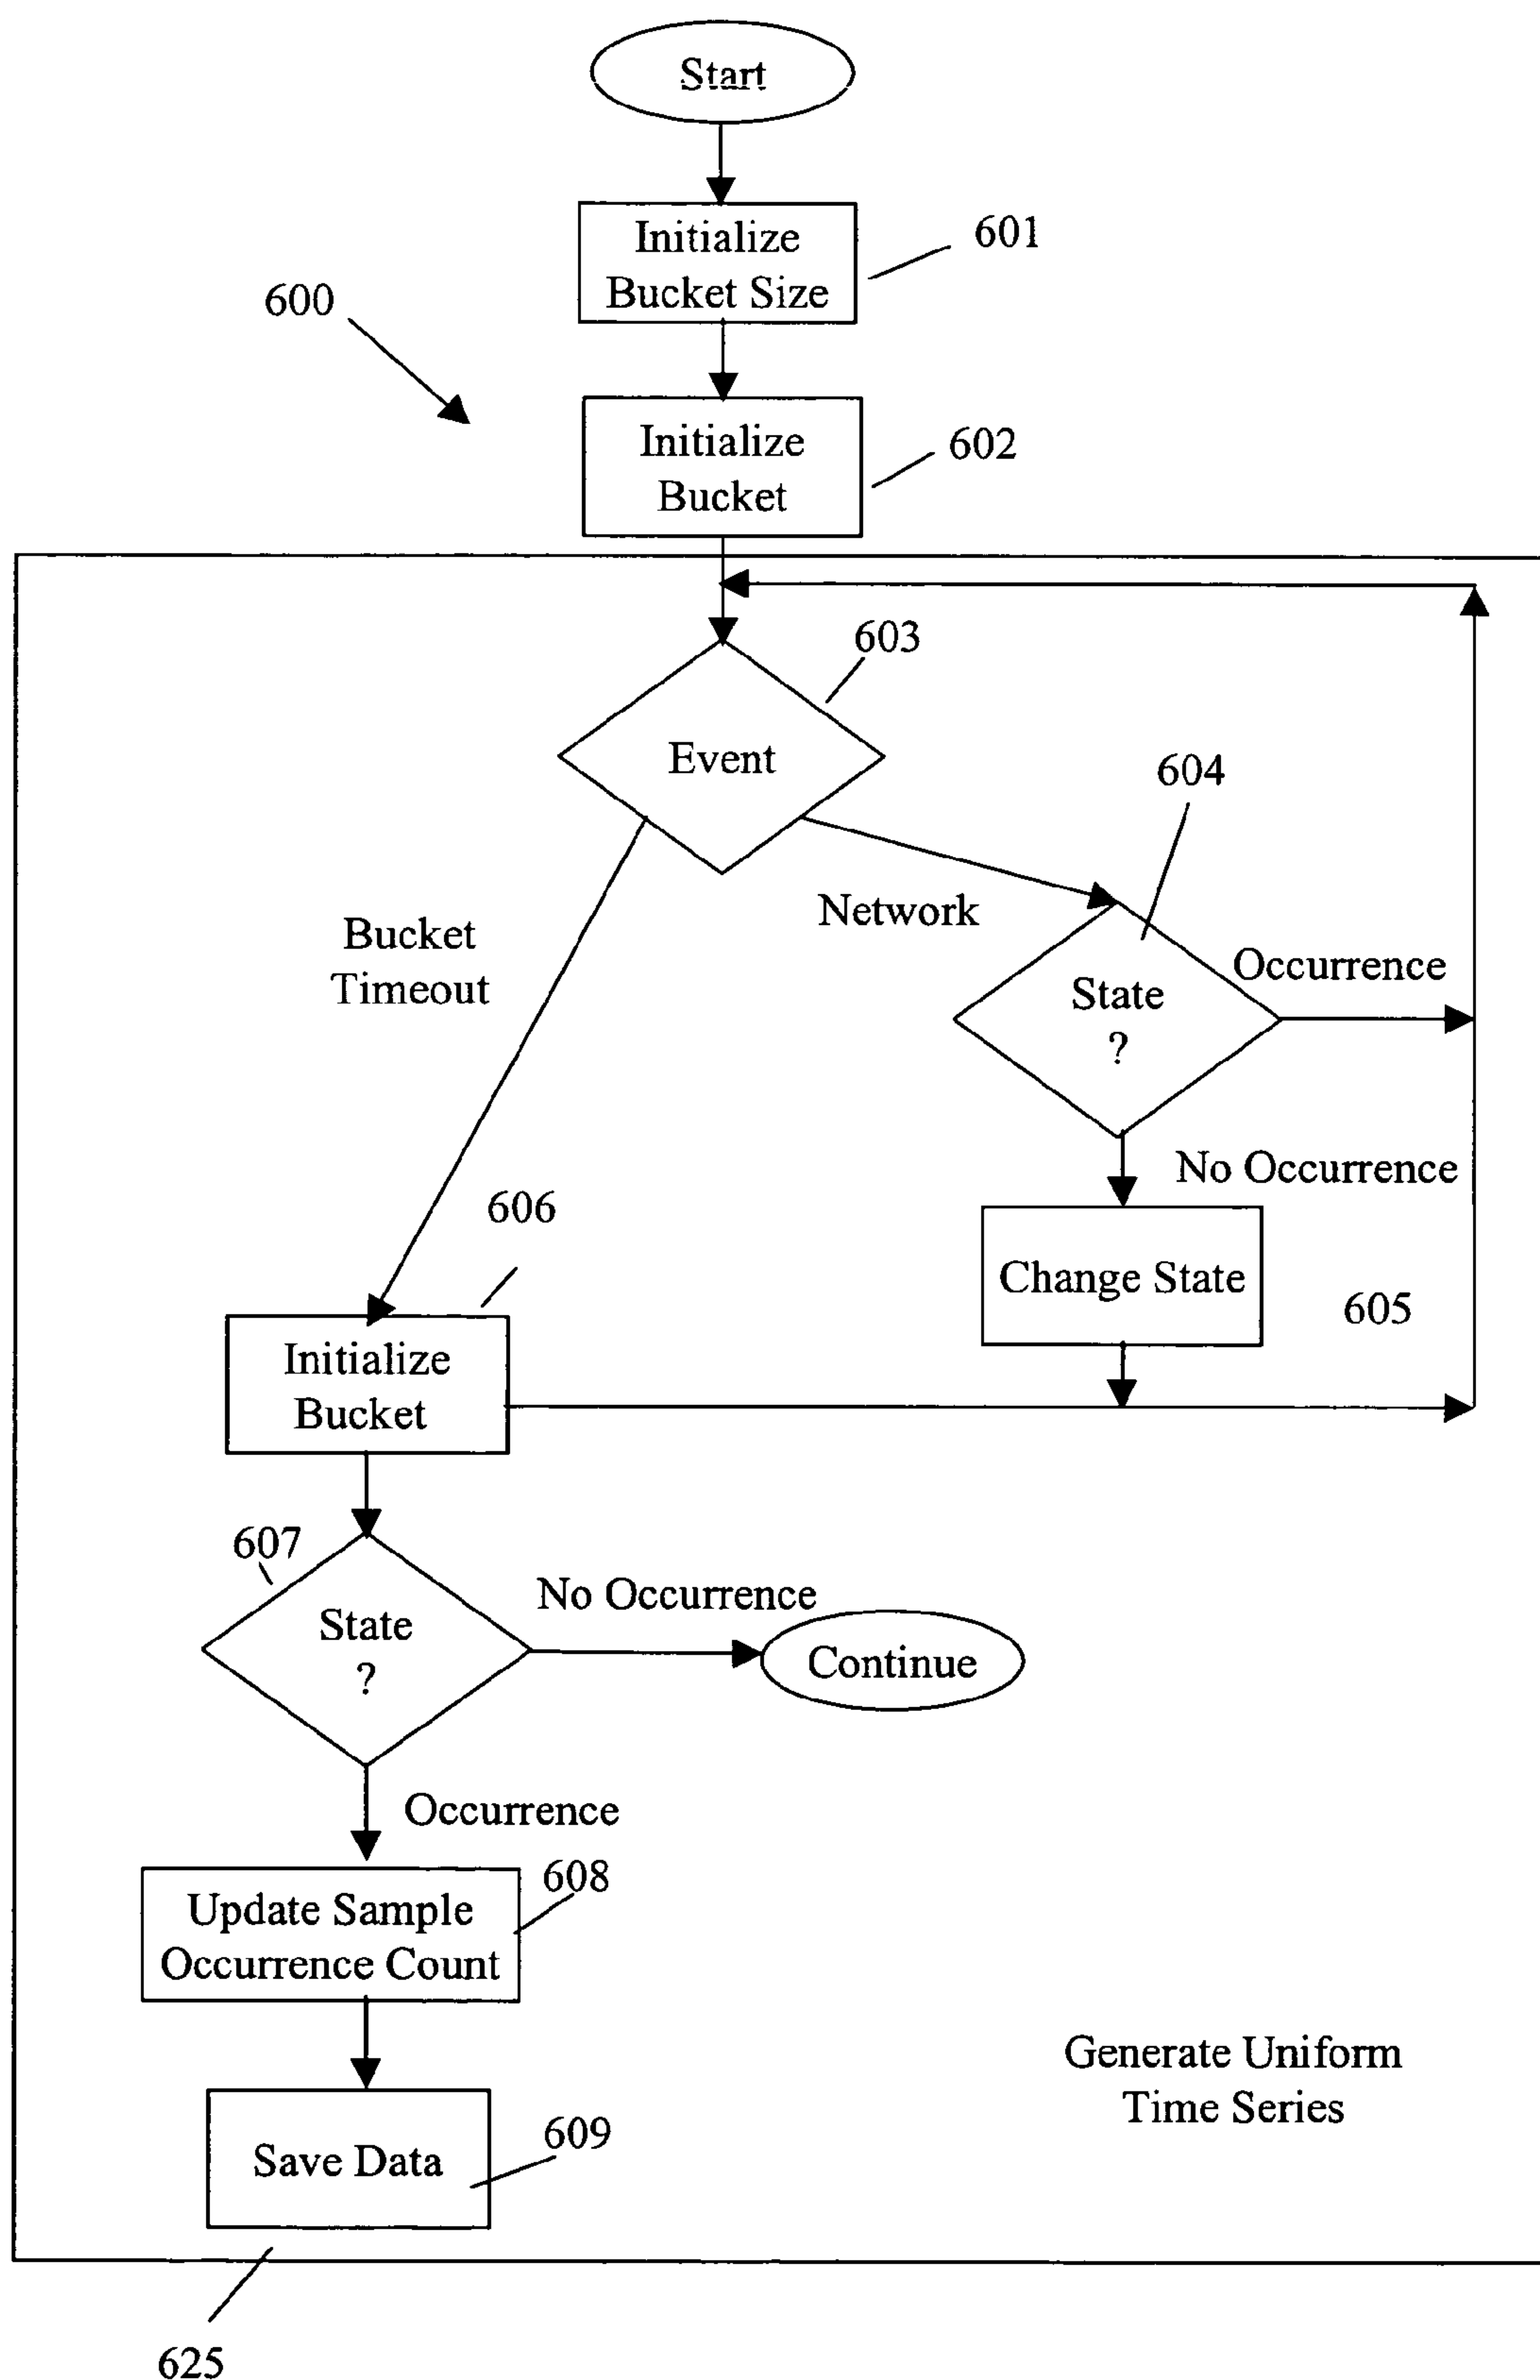 Start
Initialize
Bucket Size
601
600
Initialize
Bucket
602
603
Event
604
Network
Bucket
Timeout
Occurrence
State
?
No Occurrence
606
Change State
605
Initialize
Bucket
607
No Occurrence
State
?
Continue
Occurrence
608
Update Sample
Occurrence Count
Generate Uniform
Time Series
609
Save Data
625